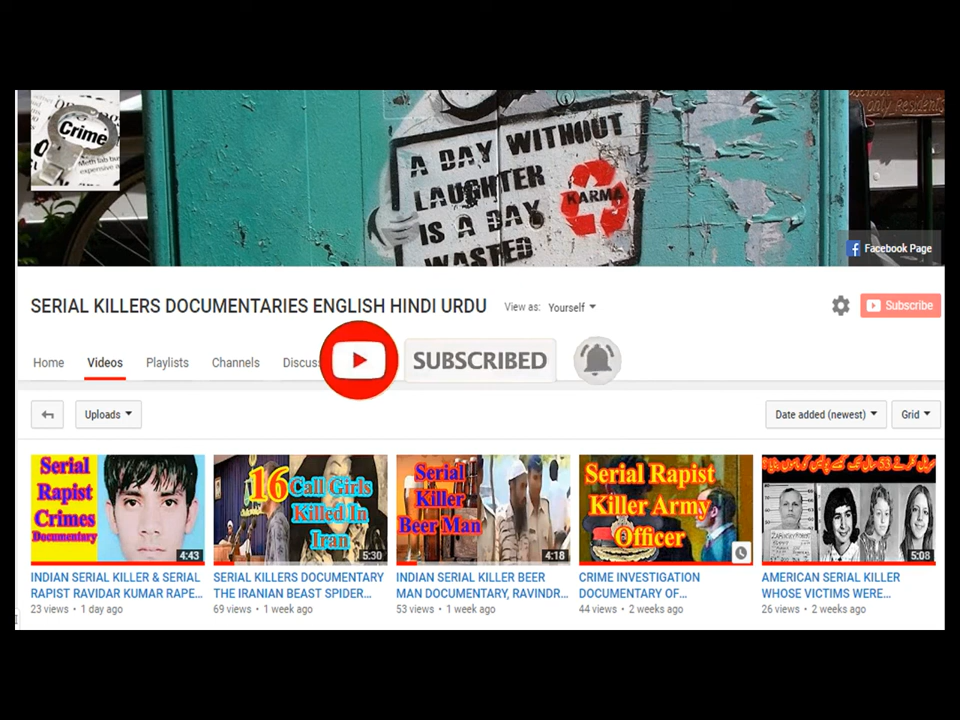 Crime
Meth lab
expensive
A DAY WITHOUT
LAUGHTER
IS A DAY
WASTED
KARMA
only Residents
Facebook Page
SERIAL KILLERS DOCUMENTARIES ENGLISH HINDI URDU
View as: Yourself
Subscribe
Home Videos Playlists Channels Discus
SUBSCRIBED
Uploads
Date added (newest) Grid
Serial
Rapist
Crimes
Documentary
4:43
INDIAN SERIAL KILLER & SERIAL
RAPIST RAVIDAR KUMAR RAPE...
23 views • 1 day ago
16 Call Girls
Killed In
Iran
5:30
SERIAL KILLERS DOCUMENTARY
THE IRANIAN BEAST SPIDER...
69 views • 1 week ago
Serial
Killer
Beer Man
4:18
INDIAN SERIAL KILLER BEER
MAN DOCUMENTARY, RAVINDR...
53 views • 1 week ago
Serial Rapist
Killer Army
Officer
CRIME INVESTIGATION
DOCUMENTARY OF...
44 views • 2 weeks ago
5:08
AMERICAN SERIAL KILLER
WHOSE VICTIMS WERE...
26 views • 2 weeks ago